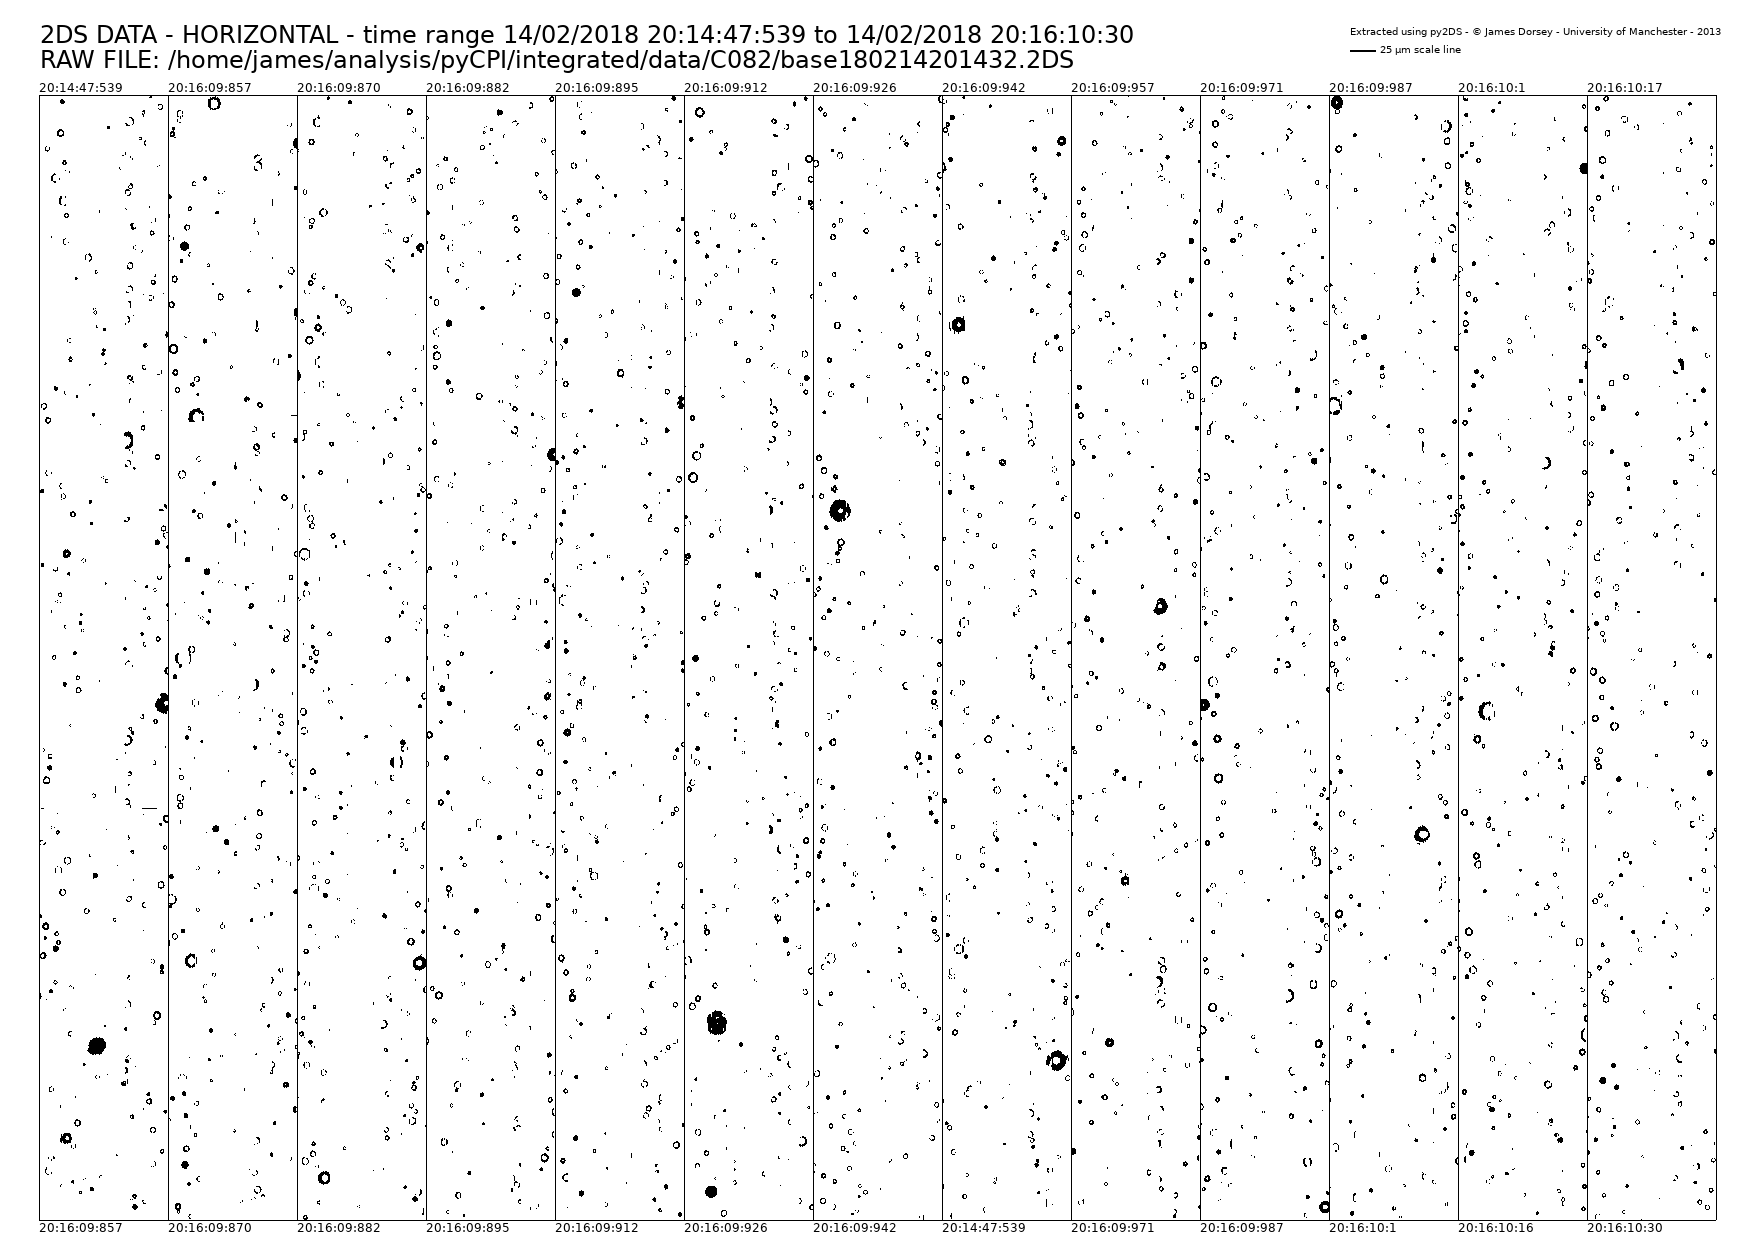 2DS DATA - HORIZONTAL - time range 14/02/2018 20:14:47:539 to 14/02/2018 20:16:10:30
RAW FILE: /home/james/analysis/pyCPI/integrated/data/C082/base180214201432.2DS
Extracted using py2DS - © James Dorsey - University of Manchester - 2013
25 μm scale line
20:14:47:539 20:16:09:857 20:16:09:870 20:16:09:882 20:16:09:895 20:16:09:912 20:16:09:926 20:16:09:942 20:16:09:957 20:16:09:971 20:16:09:987 20:16:10:1 20:16:10:17
20:16:09:857 20:16:09:870 20:16:09:882 20:16:09:895 20:16:09:912 20:16:09:926 20:16:09:942 20:14:47:539 20:16:09:971 20:16:09:987 20:16:10:1 20:16:10:16 20:16:10:30